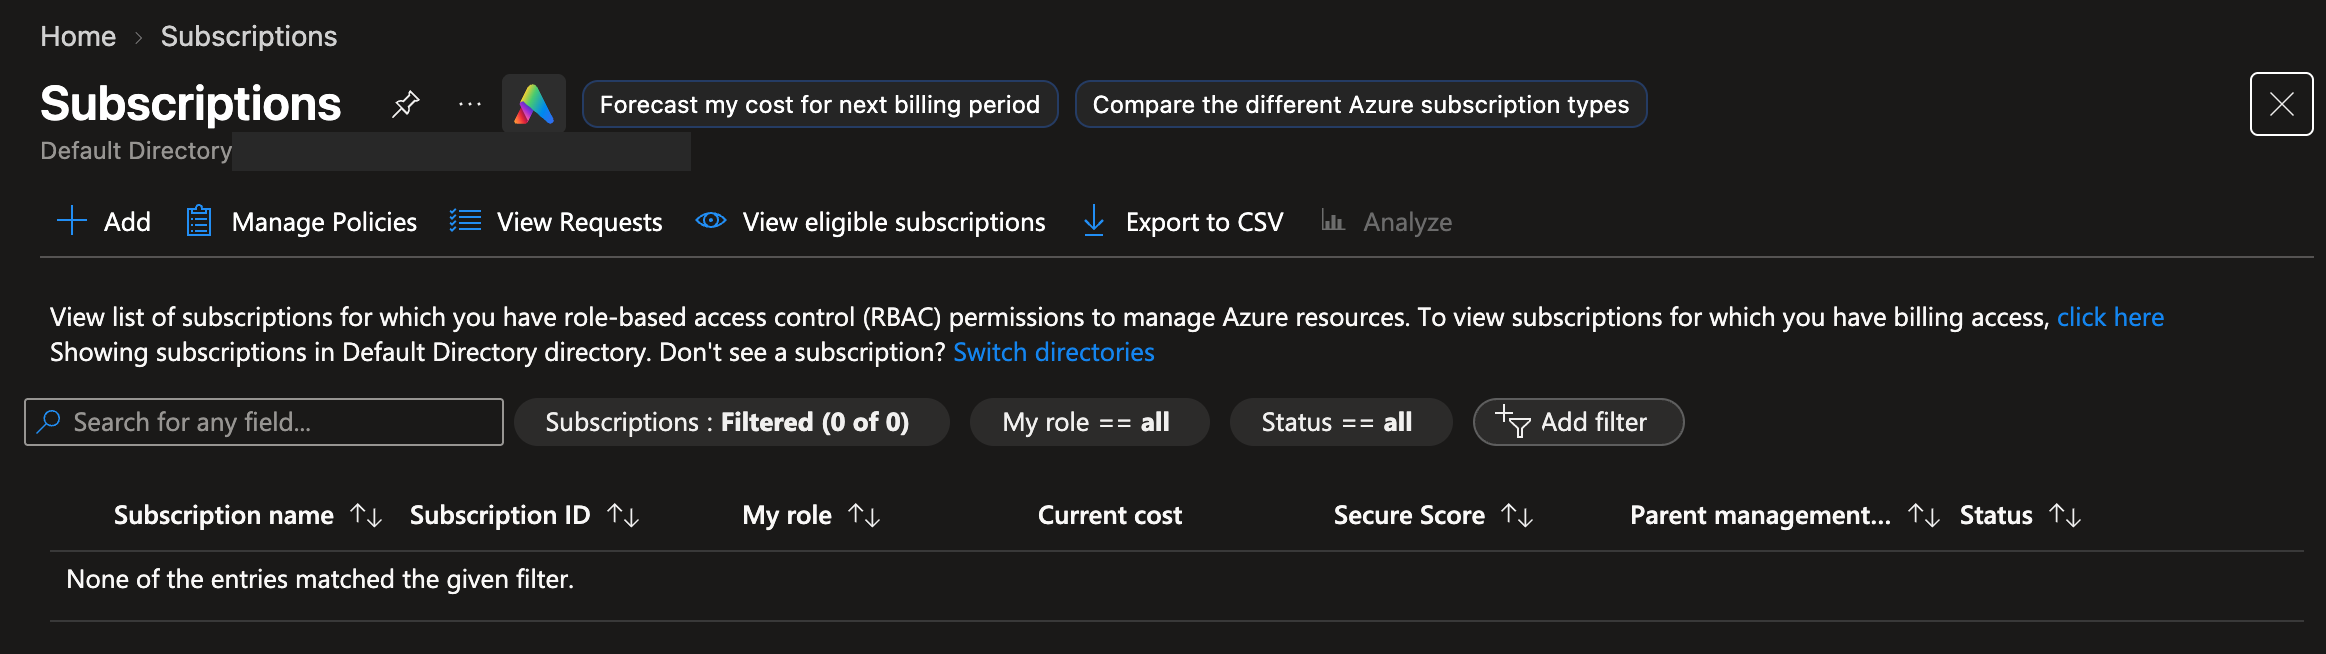 Home > Subscriptions
Subscriptions ... Forecast my cost for next billing period Compare the different Azure subscription types
Default Directory
Add Manage Policies View Requests View eligible subscriptions Export to CSV Analyze
View list of subscriptions for which you have role-based access control (RBAC) permissions to manage Azure resources. To view subscriptions for which you have billing access, click here
Showing subscriptions in Default Directory directory. Don't see a subscription? Switch directories
Search for any field... Subscriptions : Filtered (0 of 0) My role == all Status == all Add filter
Subscription name ↑↓ Subscription ID ↑↓ My role ↑↓ Current cost Secure Score ↑↓ Parent management... ↑↓ Status ↑↓
None of the entries matched the given filter.